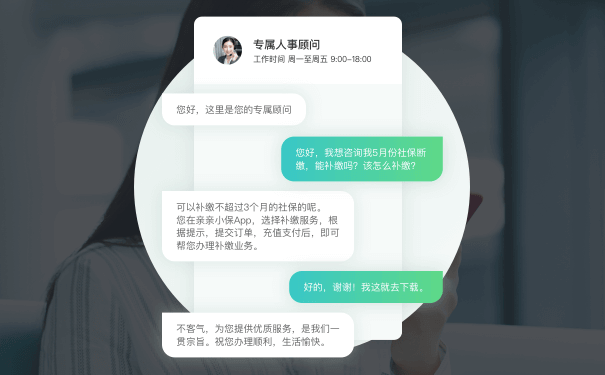 专属人事顾问
工作时间 周一至周五 9:00-18:00
您好，这里是您的专属顾问
您好，我想咨询我5月份社保断
缴，能补缴吗？该怎么补缴？
可以补缴不超过3个月的社保的呢。
您在亲亲小保App，选择补缴服务，根
据提示，提交订单，充值支付后，即可
帮您办理补缴业务。
好的，谢谢！我这就去下载。
不客气，为您提供优质服务，是我们一
贯宗旨。祝您办理顺利，生活愉快。